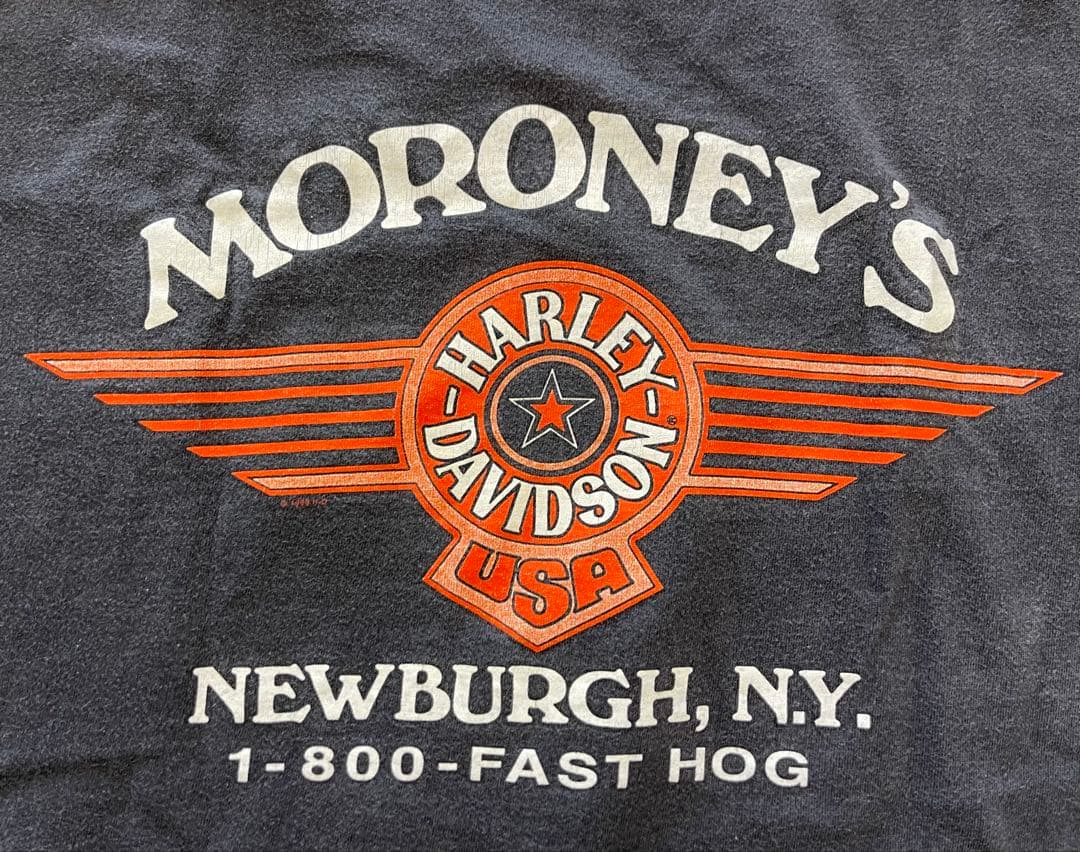 MORONEY'S
HARLEY
-DAVIDSON-
®
USA
NEWBURGH, N.Y.
1-800-FAST HOG